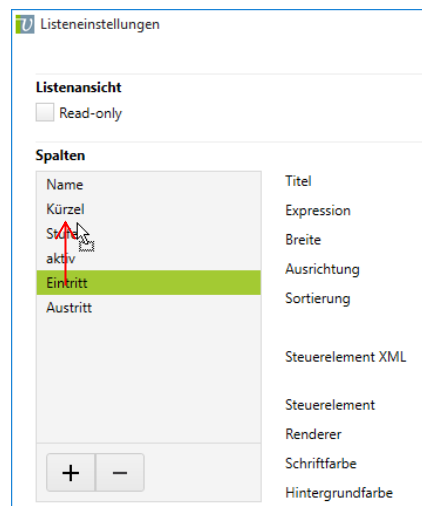 Listeneinstellungen
Listenansicht
Read-only
Spalten
Name
Kürzel
Stufe
aktiv
Eintritt
Austritt
Titel
Expression
Breite
Ausrichtung
Sortierung
Steuerelement XML
Steuerelement
Renderer
Schriftfarbe
Hintergrundfarbe